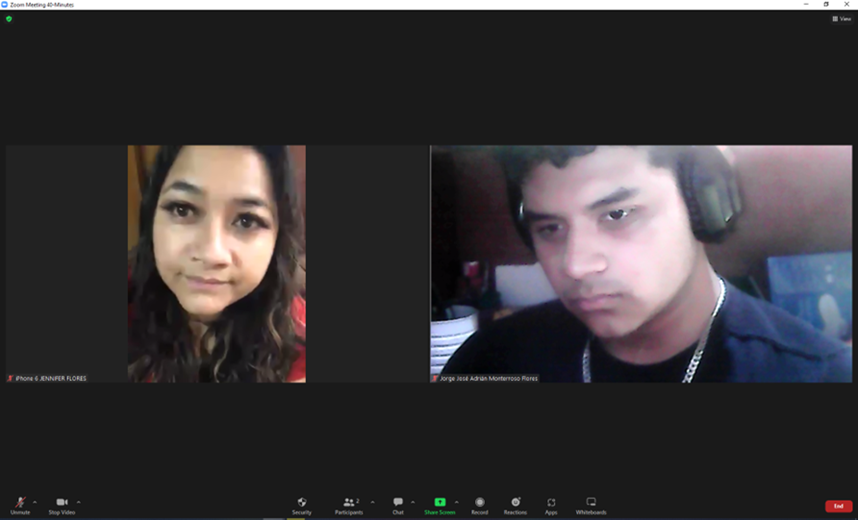 Zoom Meeting 40-Minutes
View
iPhone 6 JENNIFER FLORES
Jorge José Adrián Monterroso Flores
Unmute
Stop Video
Security
Participants
2
Chat
Share Screen
Record
Reactions
Apps
Whiteboards
End